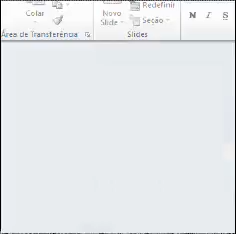 Redefinir
Colar
Novo
Slide
Seção
N I S
Área de Transferência
Slides